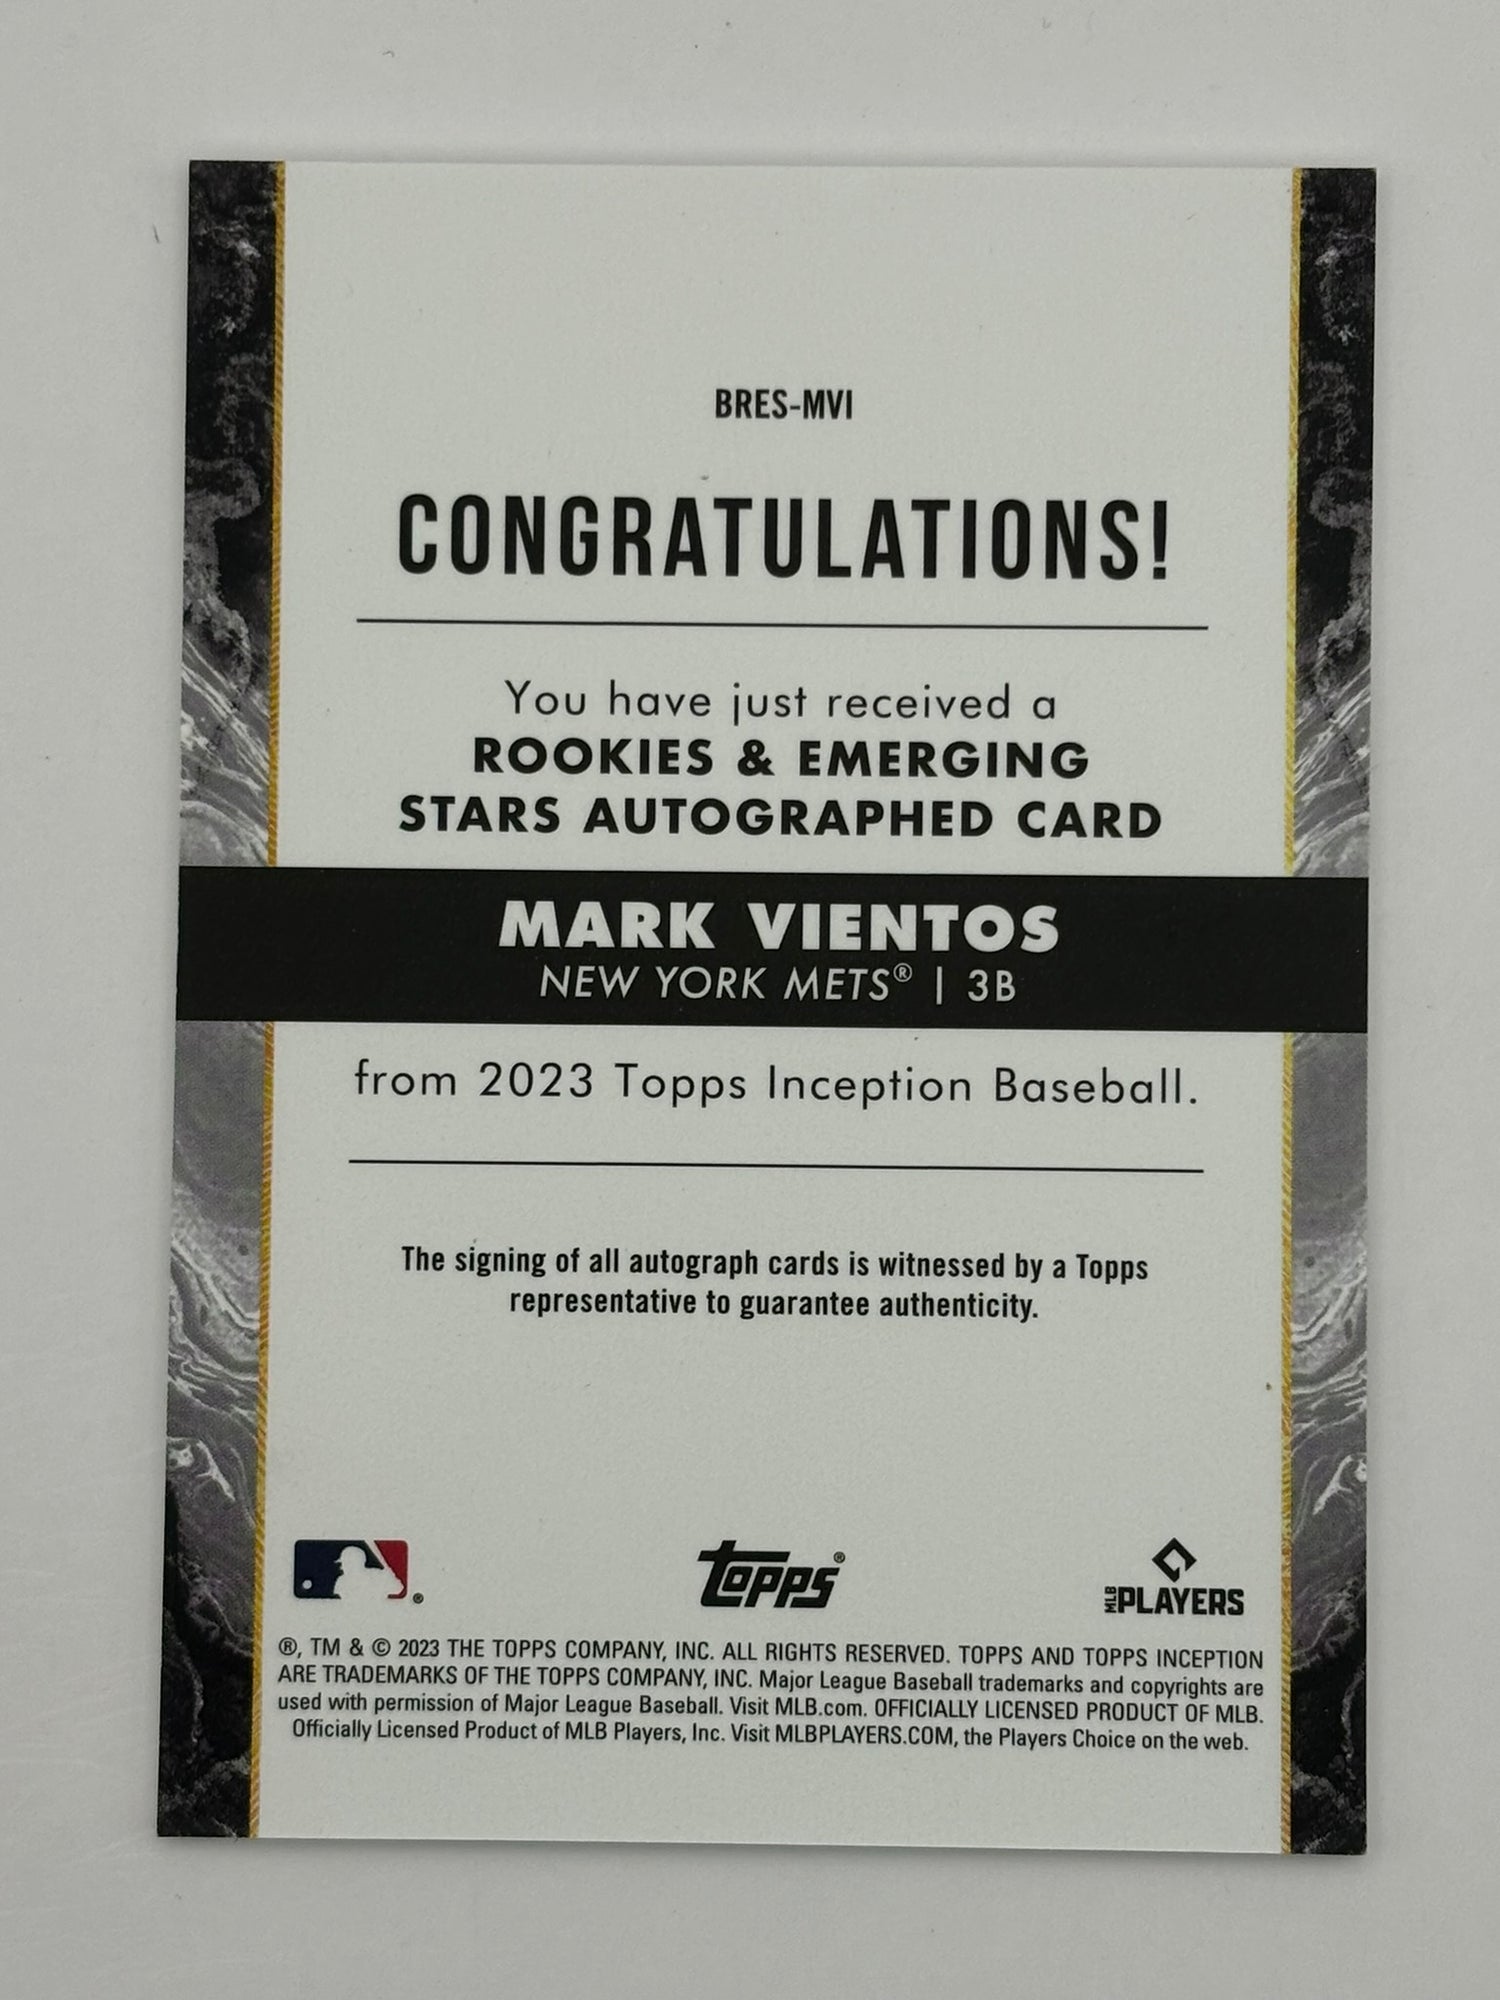 BRES-MVI
CONGRATULATIONS!
You have just received a
ROOKIES & EMERGING
STARS AUTOGRAPHED CARD
MARK VIENTOS
NEW YORK METS® | 3B
from 2023 Topps Inception Baseball.
The signing of all autograph cards is witnessed by a Topps
representative to guarantee authenticity.
®
topps®
MLB PLAYERS
®, TM & © 2023 THE TOPPS COMPANY, INC. ALL RIGHTS RESERVED. TOPPS AND TOPPS INCEPTION
ARE TRADEMARKS OF THE TOPPS COMPANY, INC. Major League Baseball trademarks and copyrights are
used with permission of Major League Baseball. Visit MLB.com. OFFICIALLY LICENSED PRODUCT OF MLB.
Officially Licensed Product of MLB Players, Inc. Visit MLBPLAYERS.COM, the Players Choice on the web.